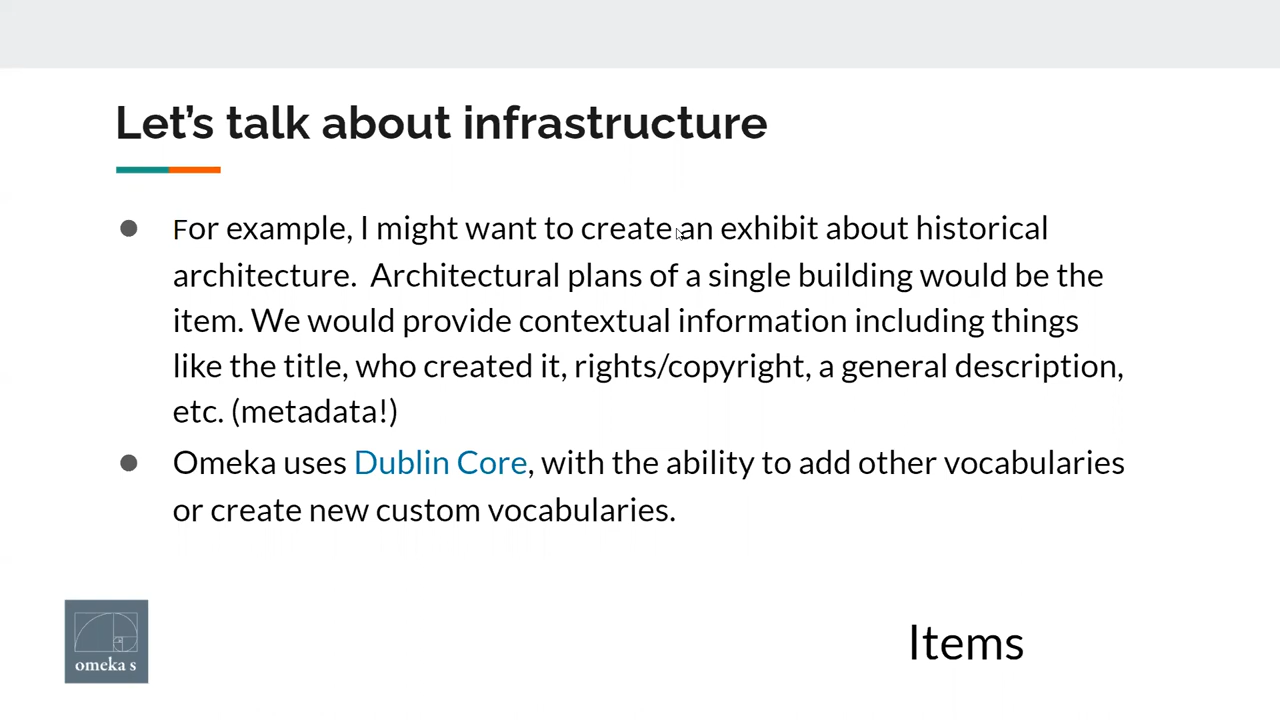 Let's talk about infrastructure
● For example, I might want to create an exhibit about historical
architecture.  Architectural plans of a single building would be the
item. We would provide contextual information including things
like the title, who created it, rights/copyright, a general description,
etc. (metadata!)
● Omeka uses Dublin Core, with the ability to add other vocabularies
or create new custom vocabularies.
omeka s
Items